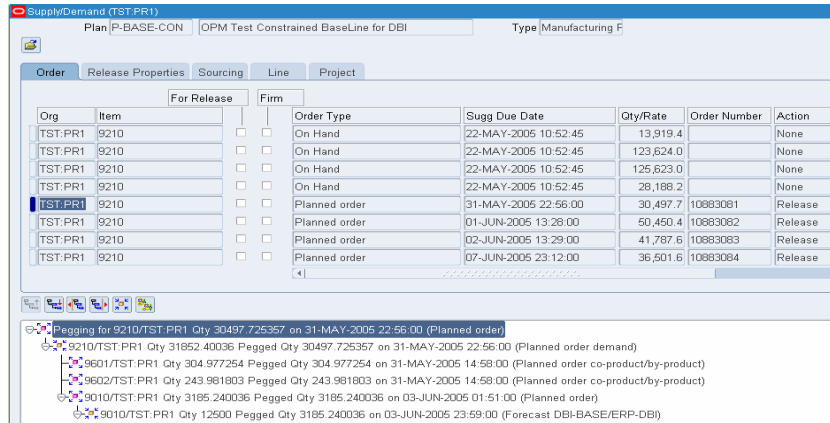 Supply/Demand (TST:PR1)
Plan P-BASE-CON OPM Test Constrained BaseLine for DBI Type Manufacturing F
Order Release Properties Sourcing Line Project
For Release Firm
Org Item Order Type Sugg Due Date Qty/Rate Order Number Action
TST:PR1 9210 On Hand 22-MAY-2005 10:52:45 13,919.4 None
TST:PR1 9210 On Hand 22-MAY-2005 10:52:45 123,624.0 None
TST:PR1 9210 On Hand 22-MAY-2005 10:52:45 125,623.0 None
TST:PR1 9210 On Hand 22-MAY-2005 10:52:45 28,188.2 None
TST:PR1 9210 Planned order 31-MAY-2005 22:56:00 30,497.7 10883081 Release
TST:PR1 9210 Planned order 01-JUN-2005 13:28:00 50,450.4 10883082 Release
TST:PR1 9210 Planned order 02-JUN-2005 13:29:00 41,787.6 10883083 Release
TST:PR1 9210 Planned order 07-JUN-2005 23:12:00 36,501.6 10883084 Release
Pegging for 9210/TST:PR1 Qty 30497.725357 on 31-MAY-2005 22:56:00 (Planned order)
9210/TST:PR1 Qty 31852.40036 Pegged Qty 30497.725357 on 31-MAY-2005 22:56:00 (Planned order demand)
9601/TST:PR1 Qty 304.977254 Pegged Qty 304.977254 on 31-MAY-2005 14:58:00 (Planned order co-product/by-product)
9602/TST:PR1 Qty 243.981803 Pegged Qty 243.981803 on 31-MAY-2005 14:58:00 (Planned order co-product/by-product)
9010/TST:PR1 Qty 3185.240036 Pegged Qty 3185.240036 on 03-JUN-2005 01:51:00 (Planned order)
9010/TST:PR1 Qty 12500 Pegged Qty 3185.240036 on 03-JUN-2005 23:59:00 (Forecast DBI-BASE/ERP-DBI)